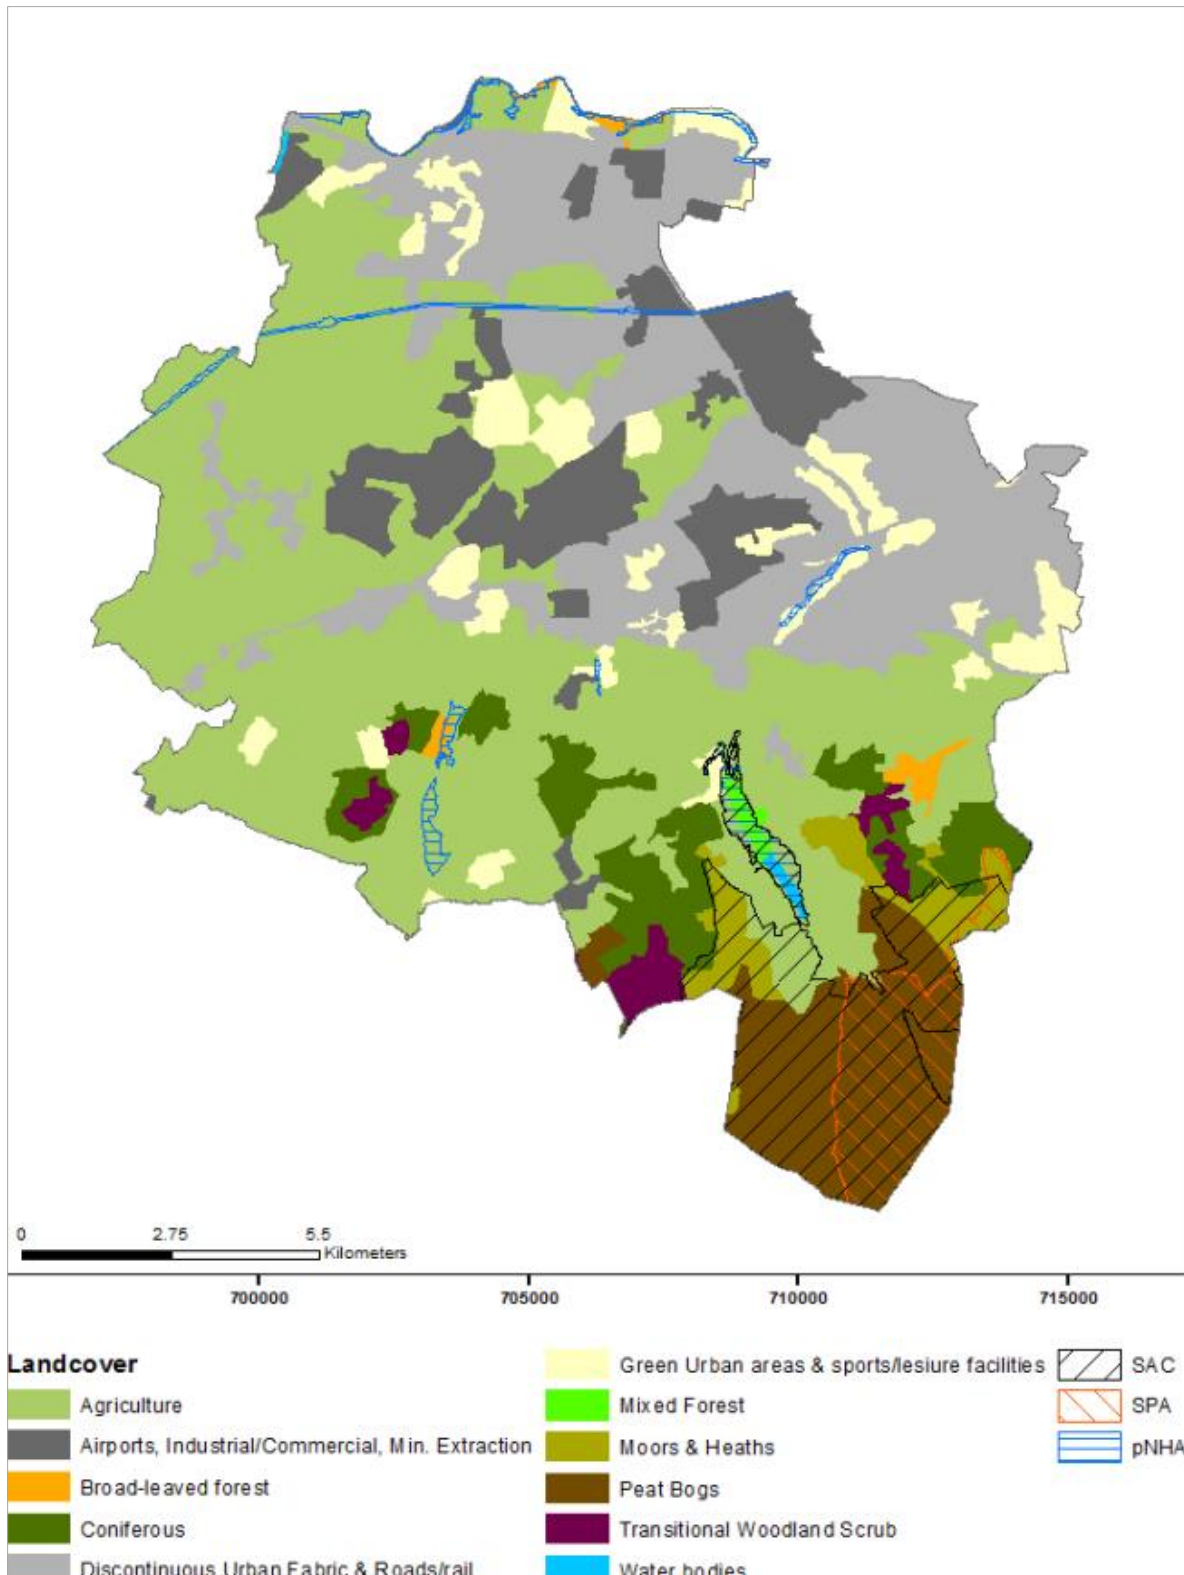 0 2.75 5.5
Kilometers
700000 705000 710000 715000
Landcover
Agriculture
Airports, Industrial/Commercial, Min. Extraction
Broad-leaved forest
Coniferous
Discontinuous Urban Fabric & Roads/rail
Green Urban areas & sports/lesiure facilities
Mixed Forest
Moors & Heaths
Peat Bogs
Transitional Woodland Scrub
Water bodies
SAC
SPA
pNHA